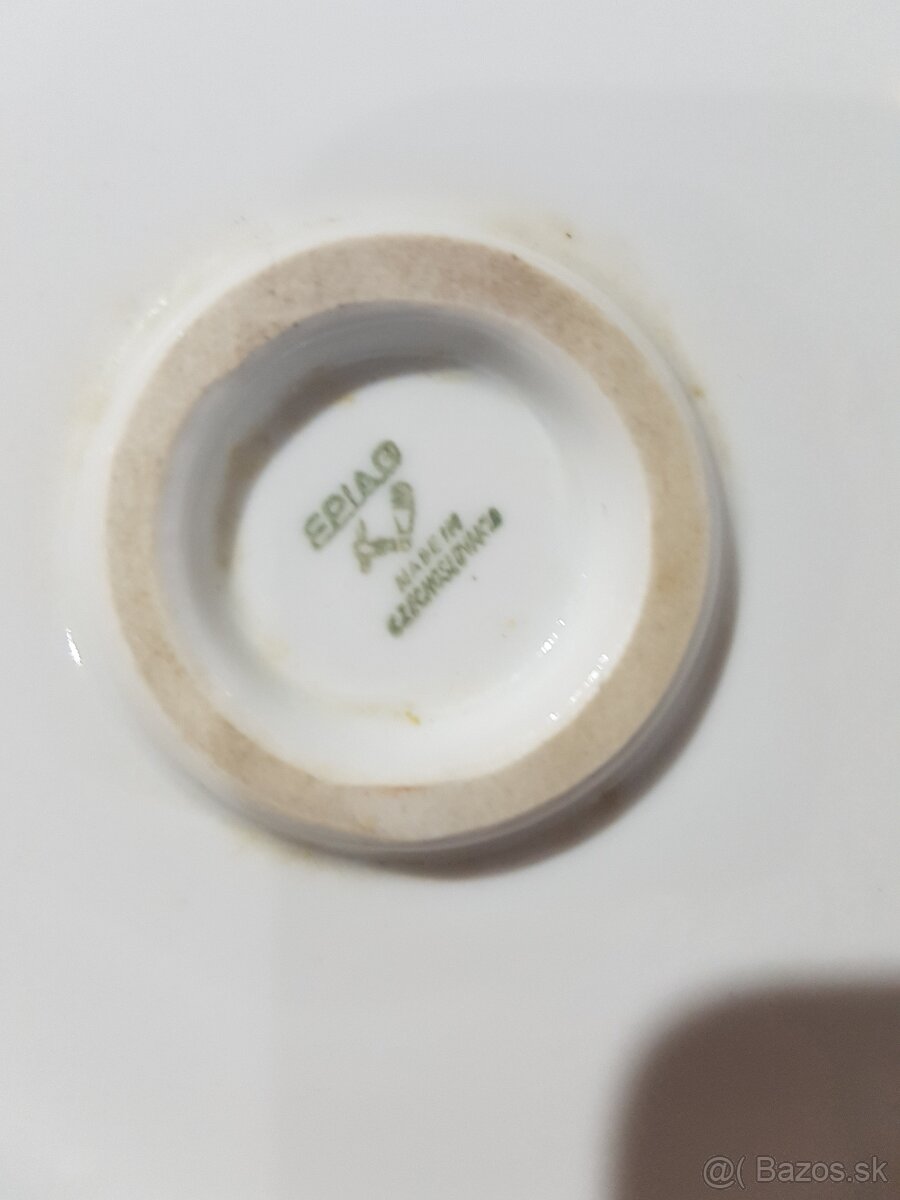 EPIAG
MADE IN
CZECHOSLOVAKIA
@( Bazos.sk